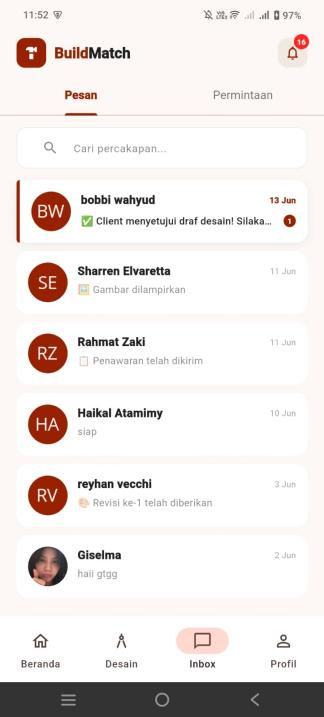 11:52
97%
BuildMatch
16
Pesan
Permintaan
Cari percakapan...
BW
bobbi wahyud
13 Jun
✅ Client menyetujui draf desain! Silaka...
1
SE
Sharren Elvaretta
11 Jun
🖼️ Gambar dilampirkan
RZ
Rahmat Zaki
11 Jun
📋 Penawaran telah dikirim
HA
Haikal Atamimy
10 Jun
siap
RV
reyhan vecchi
3 Jun
🎨 Revisi ke-1 telah diberikan
Giselma
2 Jun
haii gtgg
Beranda
Desain
Inbox
Profil